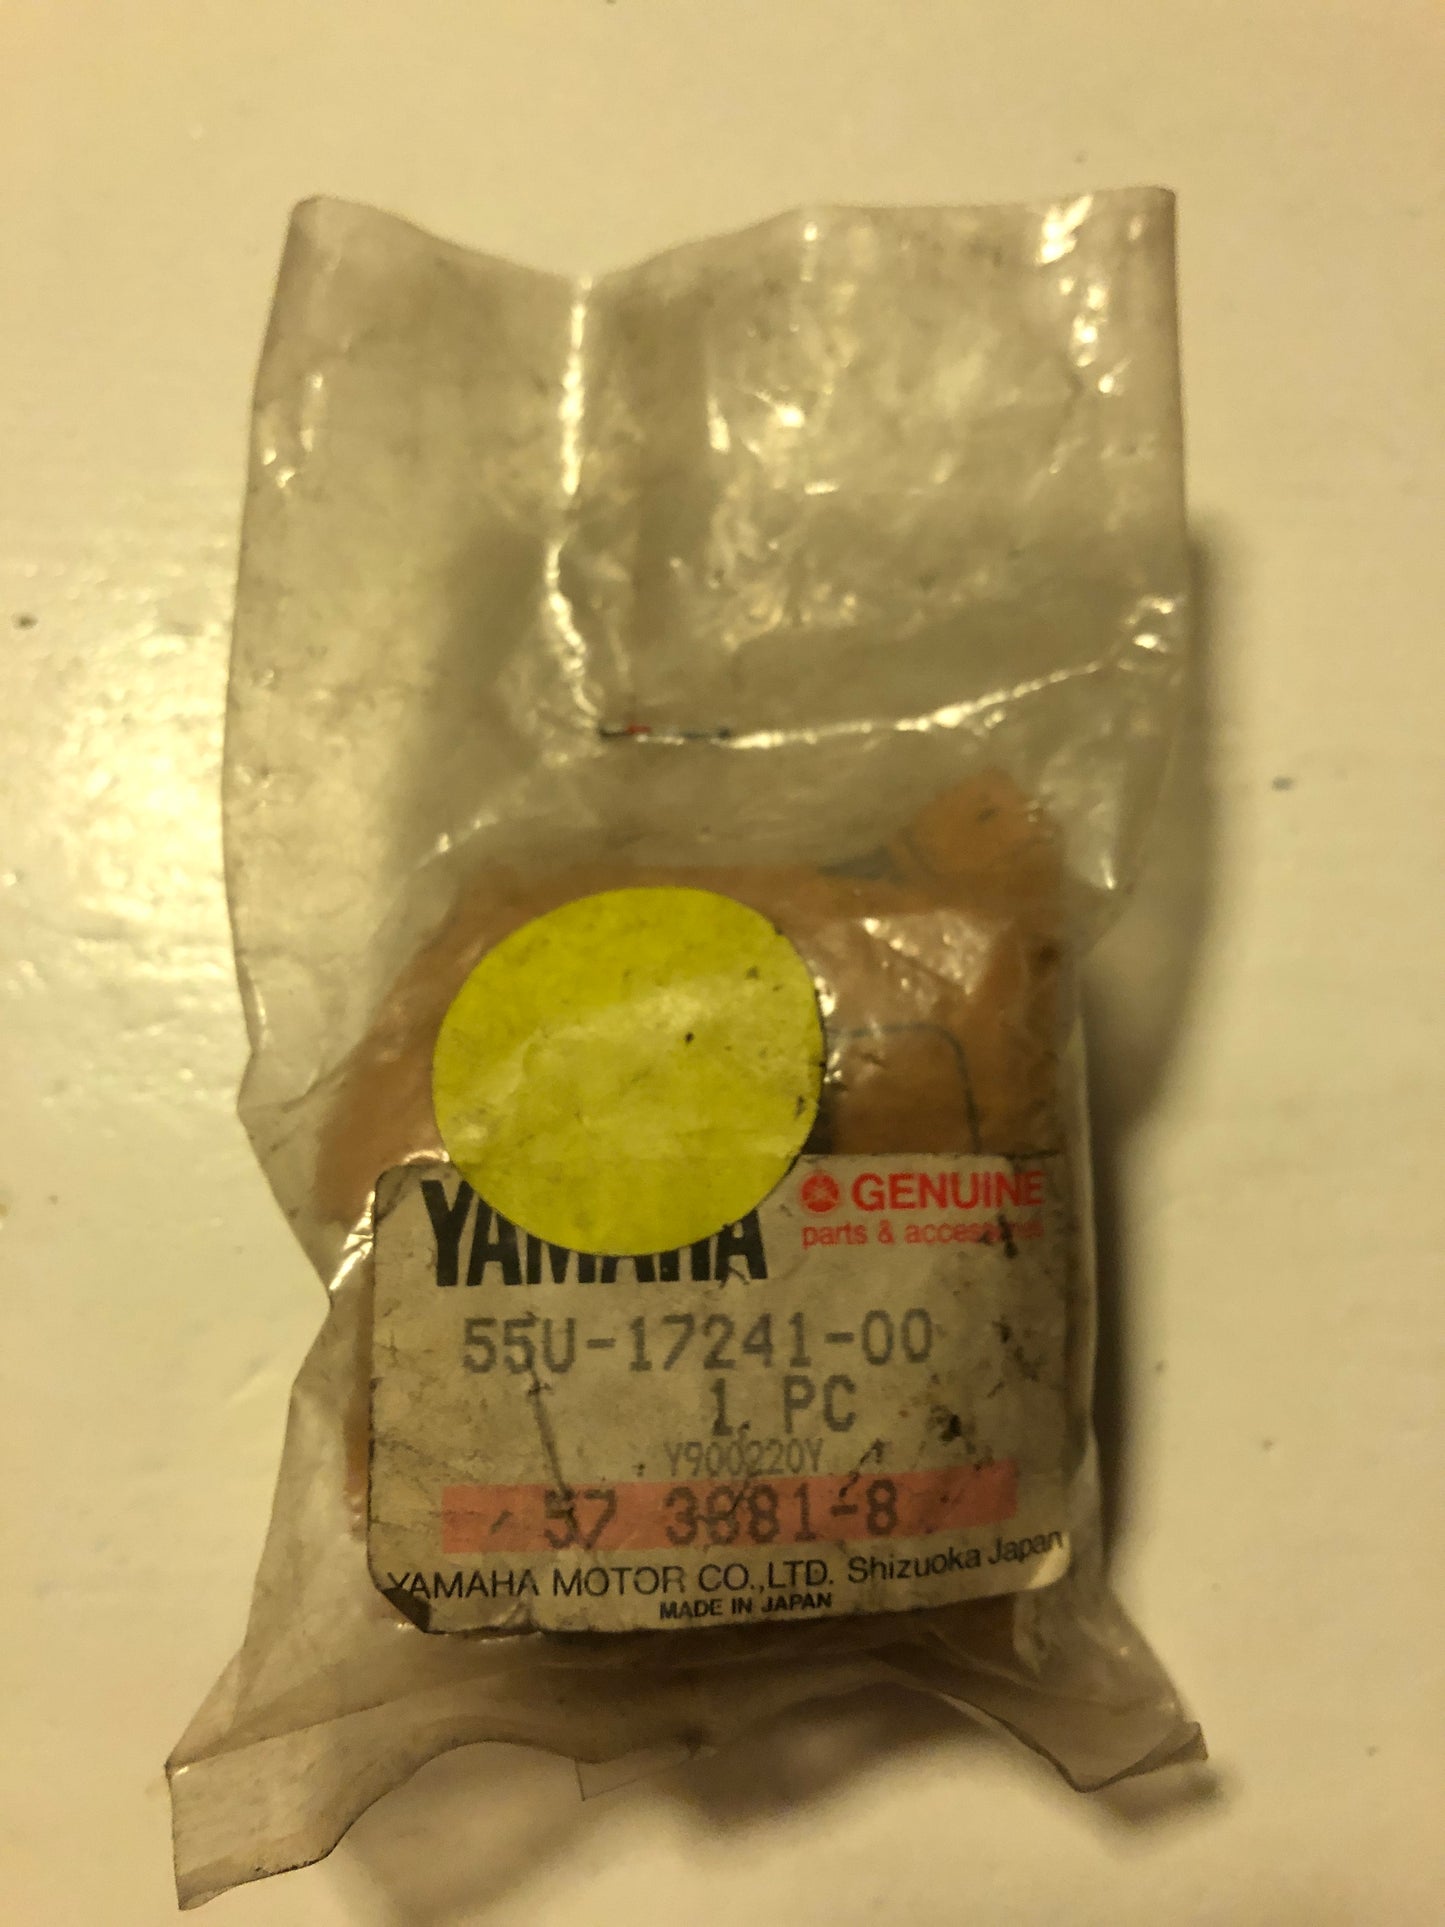 YAMAHA
GENUINE
parts & accessories
55U-17241-00
1 PC
Y900220Y
57 3881-8
YAMAHA MOTOR CO.,LTD. Shizuoka Japan
MADE IN JAPAN